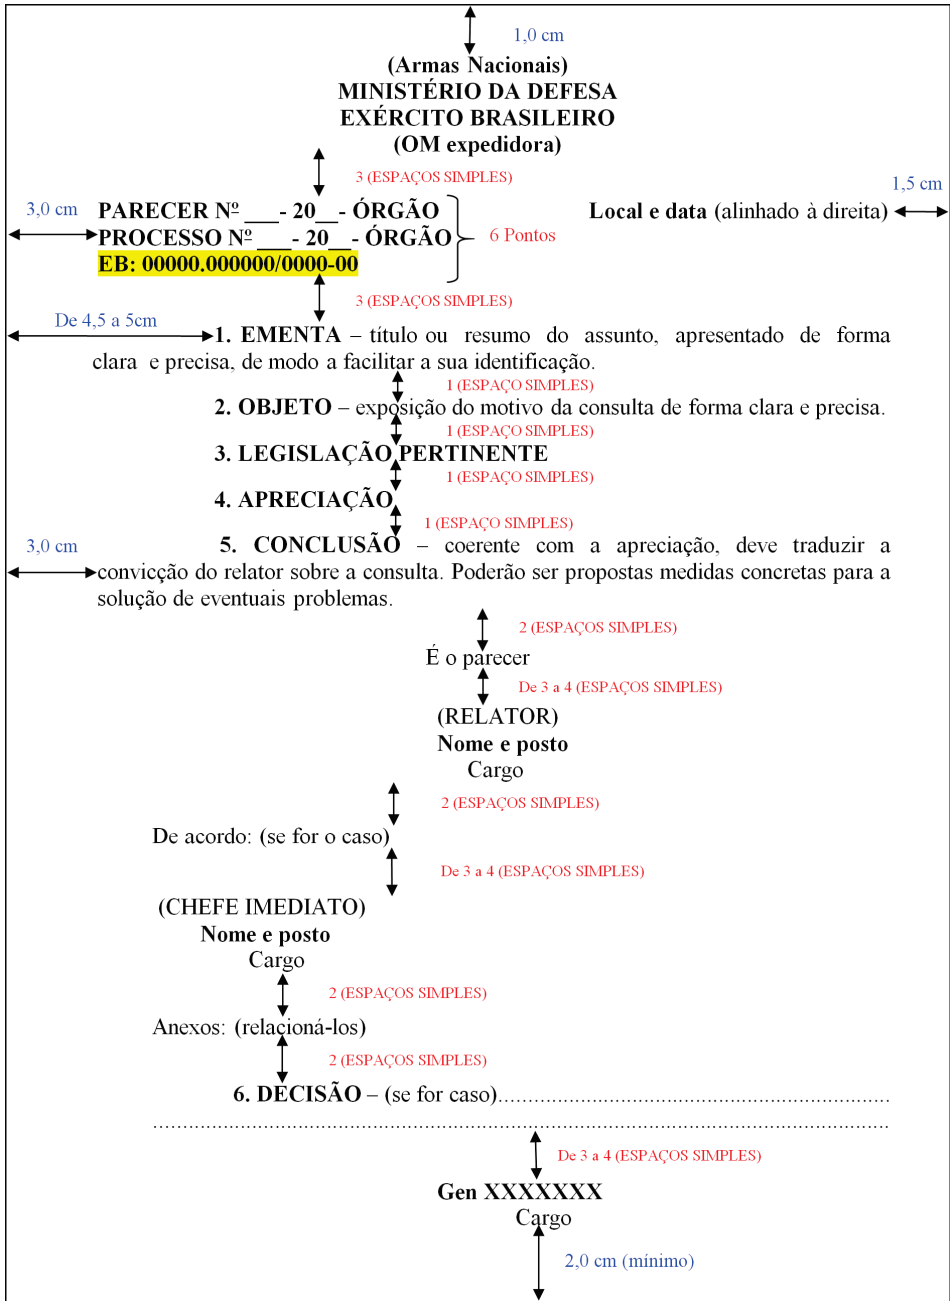 1,0 cm
(Armas Nacionais)
MINISTÉRIO DA DEFESA
EXÉRCITO BRASILEIRO
(OM expedidora)
3 (ESPAÇOS SIMPLES)
1,5 cm
3,0 cm PARECER Nº ___- 20__- ÓRGÃO Local e data (alinhado à direita)
PROCESSO Nº ___- 20__- ÓRGÃO 6 Pontos
EB: 00000.000000/0000-00
3 (ESPAÇOS SIMPLES)
De 4,5 a 5cm
1. EMENTA – título ou resumo do assunto, apresentado de forma
clara e precisa, de modo a facilitar a sua identificação.
1 (ESPAÇO SIMPLES)
2. OBJETO – exposição do motivo da consulta de forma clara e precisa.
1 (ESPAÇO SIMPLES)
3. LEGISLAÇÃO PERTINENTE
1 (ESPAÇO SIMPLES)
4. APRECIAÇÃO
1 (ESPAÇO SIMPLES)
3,0 cm 5. CONCLUSÃO – coerente com a apreciação, deve traduzir a
convicção do relator sobre a consulta. Poderão ser propostas medidas concretas para a
solução de eventuais problemas.
2 (ESPAÇOS SIMPLES)
É o parecer
De 3 a 4 (ESPAÇOS SIMPLES)
(RELATOR)
Nome e posto
Cargo
2 (ESPAÇOS SIMPLES)
De acordo: (se for o caso)
De 3 a 4 (ESPAÇOS SIMPLES)
(CHEFE IMEDIATO)
Nome e posto
Cargo
2 (ESPAÇOS SIMPLES)
Anexos: (relacioná-los)
2 (ESPAÇOS SIMPLES)
6. DECISÃO – (se for caso)..................................................................
..............................................................................................................................
De 3 a 4 (ESPAÇOS SIMPLES)
Gen XXXXXXX
Cargo
2,0 cm (mínimo)